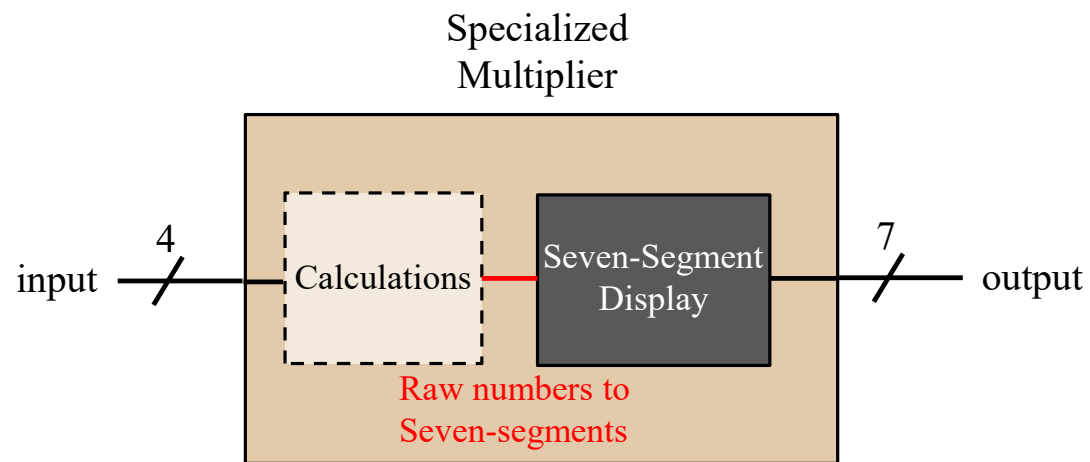 Specialized
Multiplier
4
7
input
Calculations
Seven-Segment
Display
output
Raw numbers to
Seven-segments